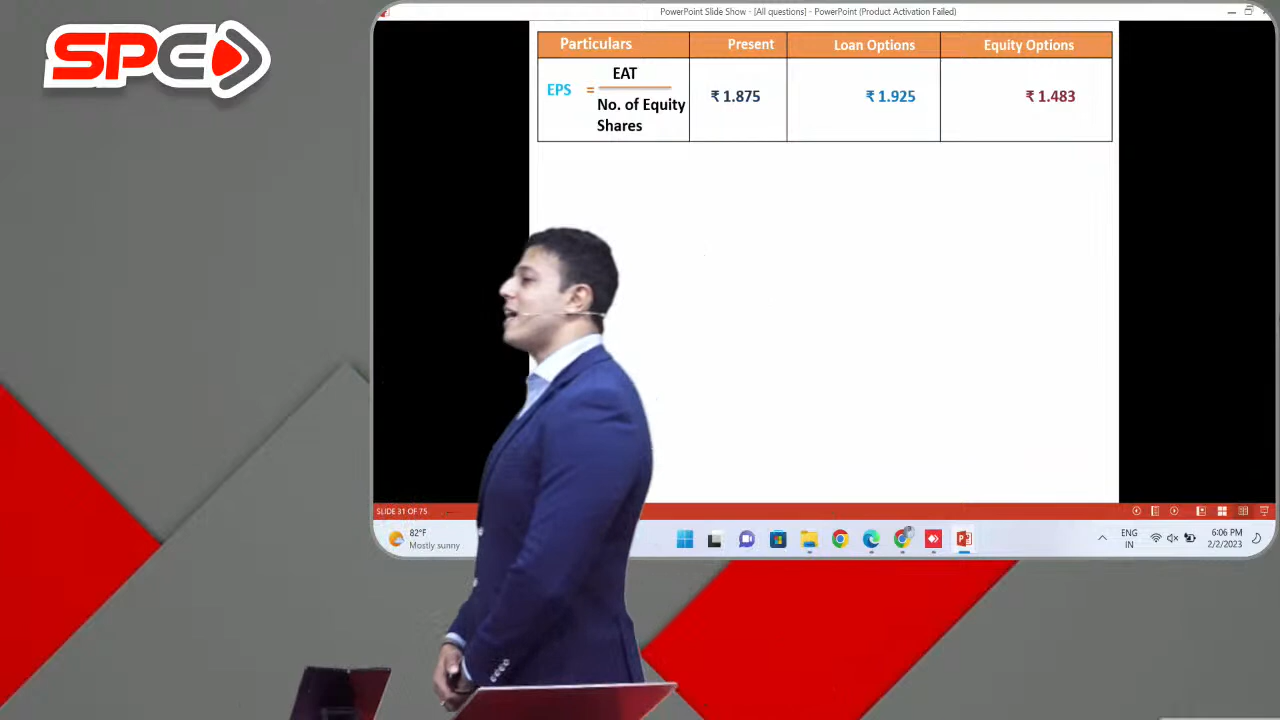 SPE
PowerPoint Slide Show - [All questions] - PowerPoint (Product Activation Failed)
Particulars Present Loan Options Equity Options
EPS = EAT
No. of Equity
Shares
₹ 1.875 ₹ 1.925 ₹ 1.483
SLIDE 31 OF 75
82°F
Mostly sunny
ENG
IN
6:06 PM
2/2/2023